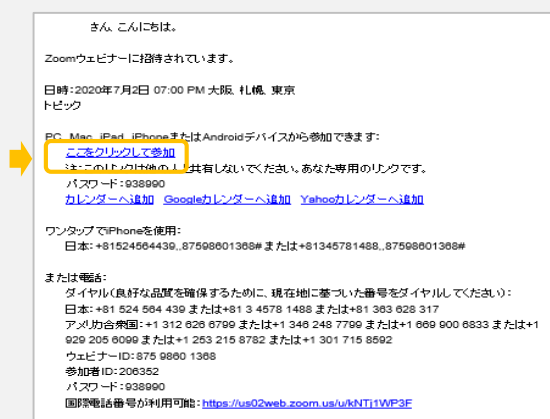 さん、こんにちは。
Zoomウェビナーに招待されています。
日時:2020年7月2日 07:00 PM 大阪、札幌、東京
トピック
PC、Mac、iPad、iPhoneまたはAndroidデバイスから参加できます:
ここをクリックして参加
注:このリンクは他の人と共有しないでください。あなた専用のリンクです。
パスワード:938990
カレンダーへ追加 Googleカレンダーへ追加 Yahooカレンダーへ追加
ワンタップでiPhoneを使用:
日本: +81524564439,,87598601368# または+81345781488,,87598601368#
または電話:
ダイヤル(良好な品質を確保するために、現在地に基づいた番号をダイヤルしてください):
日本: +81 524 564 439 または+81 3 4578 1488 または+81 363 628 317
アメリカ合衆国: +1 312 626 6799 または+1 346 248 7799 または+1 669 900 6833 または+1
929 205 6099 または+1 253 215 8782 または+1 301 715 8592
ウェビナーID: 875 9860 1368
参加者ID: 206352
パスワード:938990
国際電話番号が利用可能: https://us02web.zoom.us/u/kNTj1WP3F